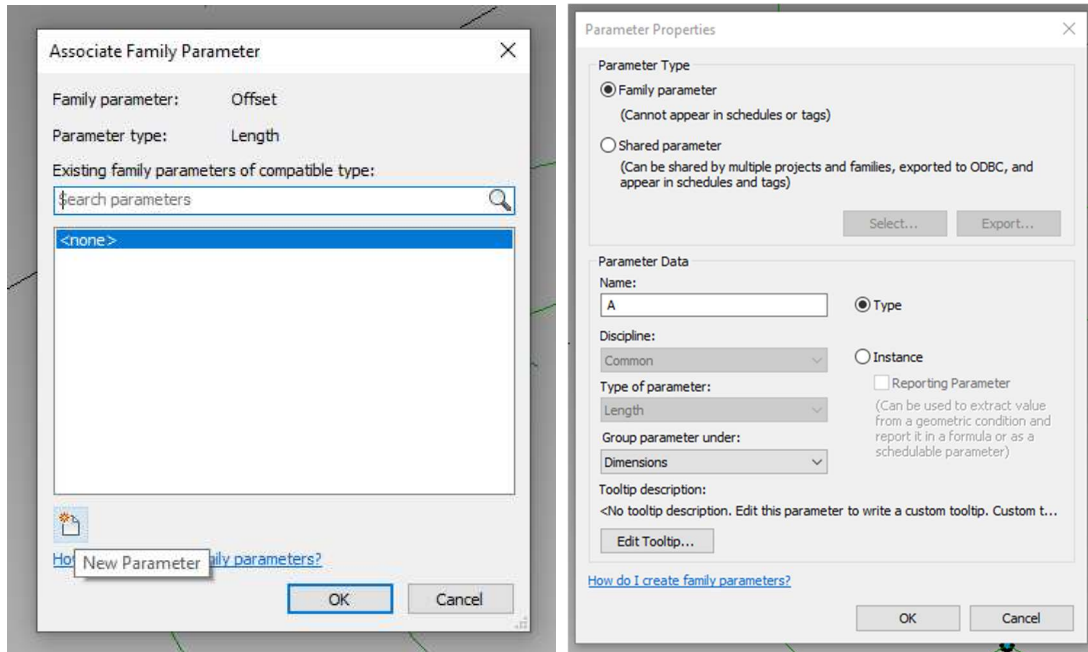 Associate Family Parameter
Family parameter: Offset
Parameter type: Length
Existing family parameters of compatible type:
Search parameters
<none>
New Parameter
Ho
mily parameters?
OK Cancel
Parameter Properties
Parameter Type
Family parameter
(Cannot appear in schedules or tags)
Shared parameter
(Can be shared by multiple projects and families, exported to ODBC, and
appear in schedules and tags)
Select... Export...
Parameter Data
Name:
A
Type
Discipline:
Common
Instance
Reporting Parameter
Type of parameter:
Length
(Can be used to extract value
from a geometric condition and
report it in a formula or as a
schedulable parameter)
Group parameter under:
Dimensions
Tooltip description:
<No tooltip description. Edit this parameter to write a custom tooltip. Custom t...
Edit Tooltip...
How do I create family parameters?
OK Cancel